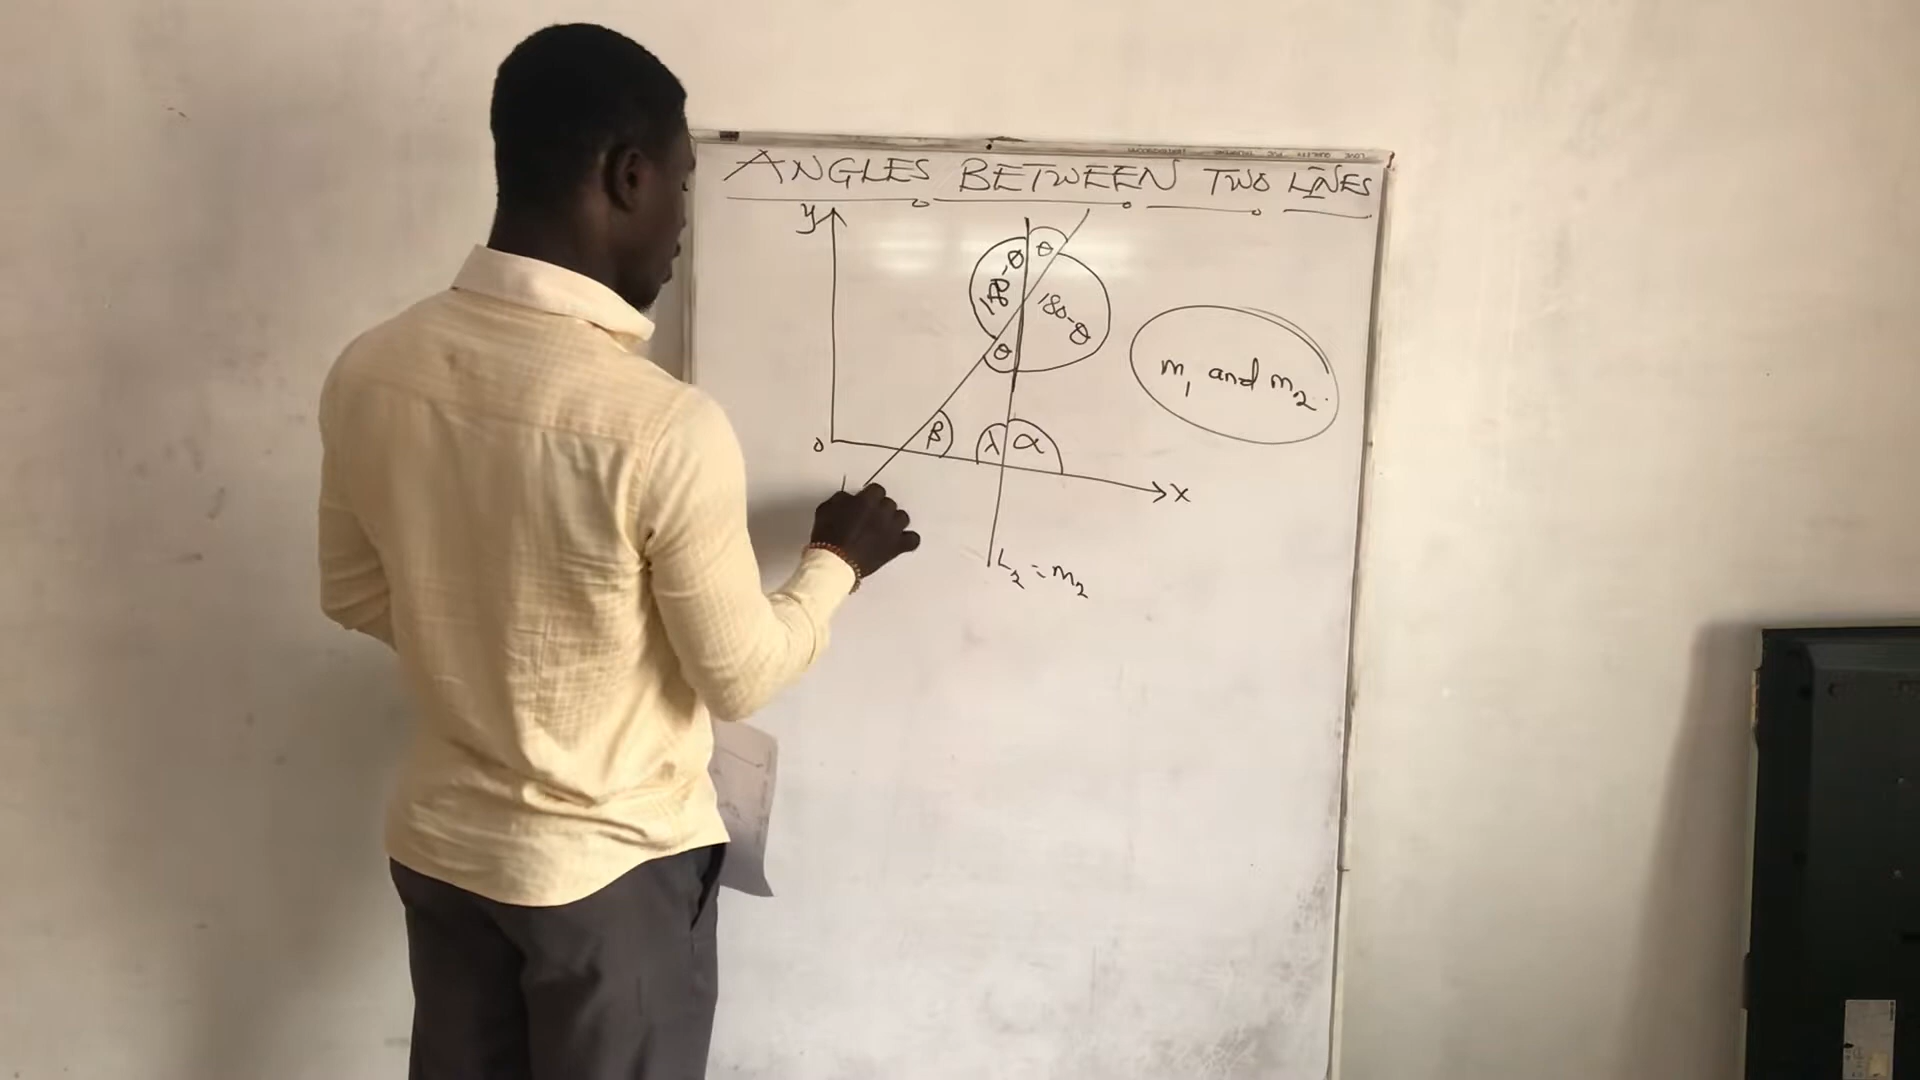 ANGLES BETWEEN TWO LINES
y
θ
180-θ
180-θ
θ
m₁ and m₂
β
λ
α
0
x
L₂ = m₂